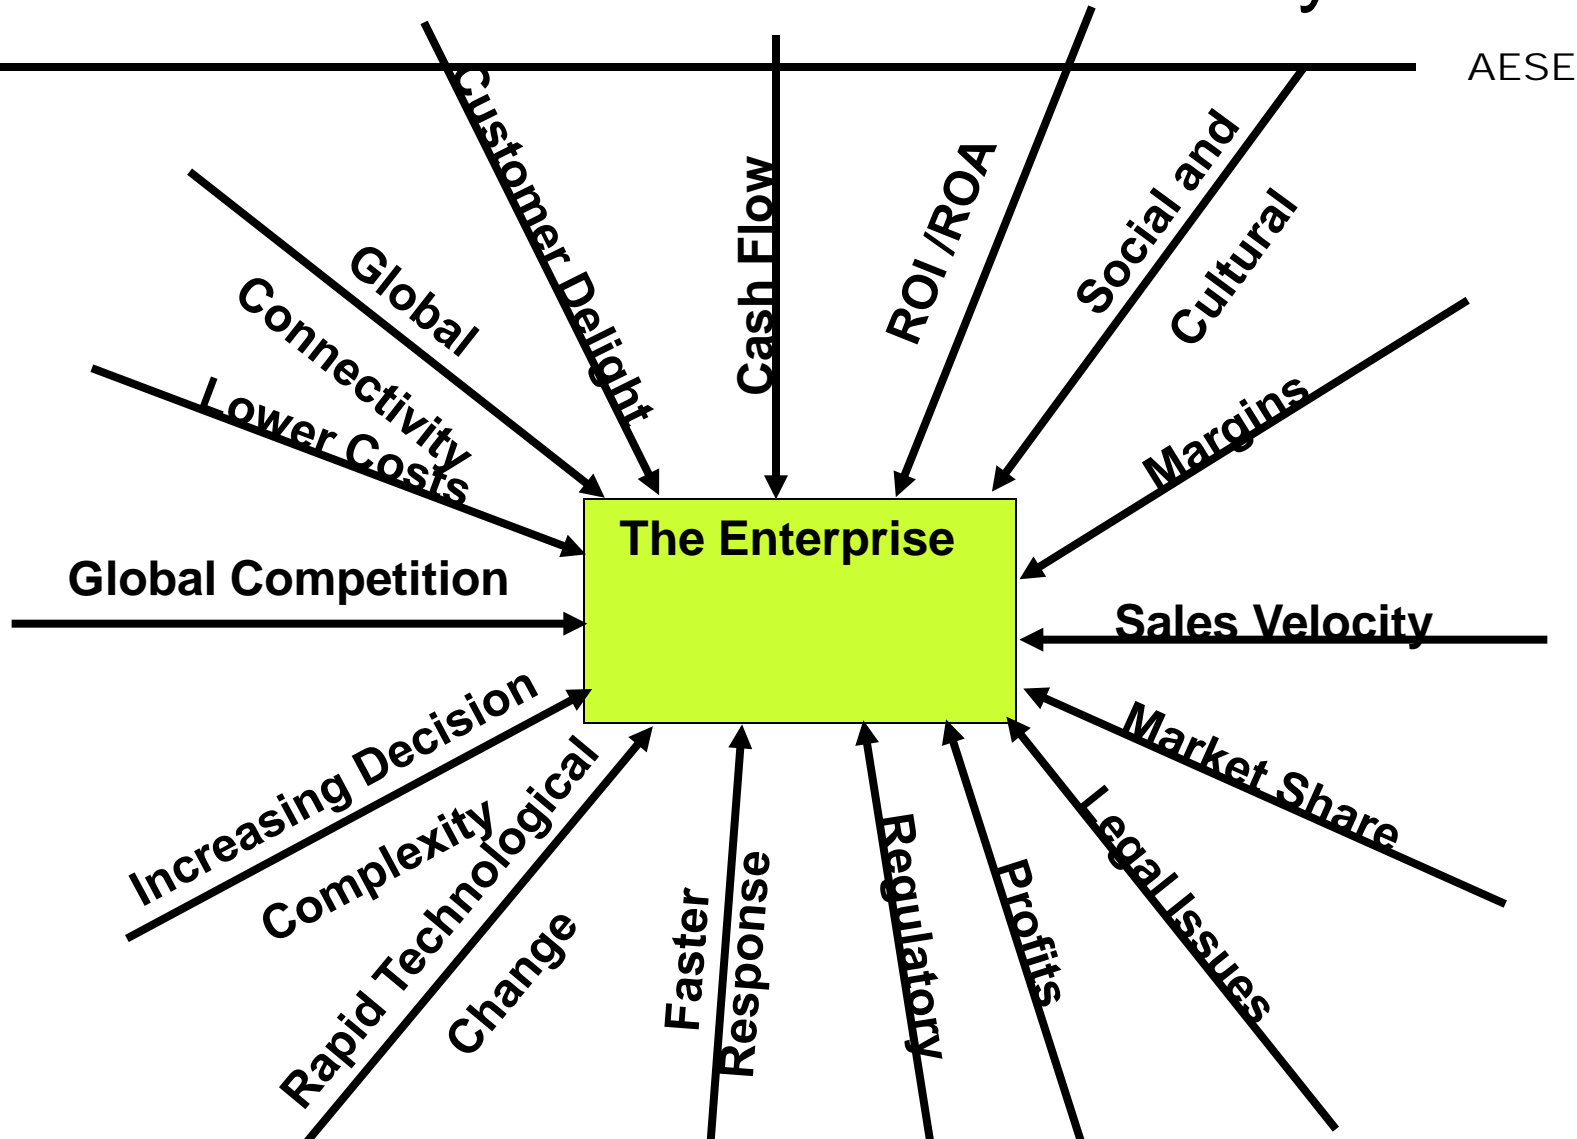 y
AESE
Customer Delight
Cash Flow
ROI /ROA
Social and
Cultural
Global
Connectivity
Lower Costs
Margins
The Enterprise
Global Competition
Sales Velocity
Increasing Decision
Complexity
Market Share
Rapid Technological
Change
Faster
Response
Regulatory
Profits
Legal Issues